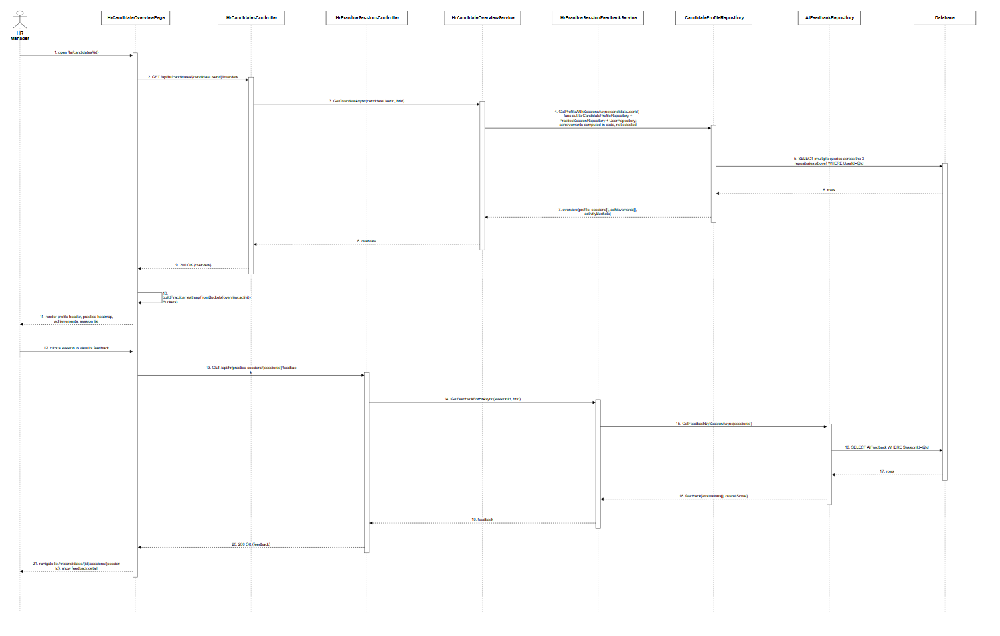 :HrCandidateOverviewPage
:HrCandidatesController
:HrPracticeSessionsController
:HrCandidateOverviewService
:HrPracticeSessionFeedbackService
:CandidateProfileRepository
:AIFeedbackRepository
Database
HR
Manager
1. open /hr/candidates/{id}
2. GET /api/hr/candidates/{candidateUserId}/overview
3. GetOverviewAsync(candidateUserId, hrId)
4. GetProfileWithSessionsAsync(candidateUserId) -
fans out to CandidateProfileRepository +
PracticeSessionRepository + UserRepository;
achievements computed in code, not selected
5. SELECT (multiple queries across the 3
repositories above) WHERE UserId=@id
6. rows
7. overview{profile, sessions[], achievements[],
activityBuckets}
8. overview
9. 200 OK {overview}
10.
buildPracticeHeatmapFromBuckets(overview.activity
Buckets)
11. render profile header, practice heatmap,
achievements, session list
12. click a session to view its feedback
13. GET /api/hr/practice-sessions/{sessionId}/feedbac
k
14. GetFeedbackForHrAsync(sessionId, hrId)
15. GetFeedbackBySessionAsync(sessionId)
16. SELECT AIFeedback WHERE SessionId=@id
17. rows
18. feedback{evaluations[], overallScore}
19. feedback
20. 200 OK {feedback}
21. navigate to /hr/candidates/{id}/sessions/{session
Id}, show feedback detail